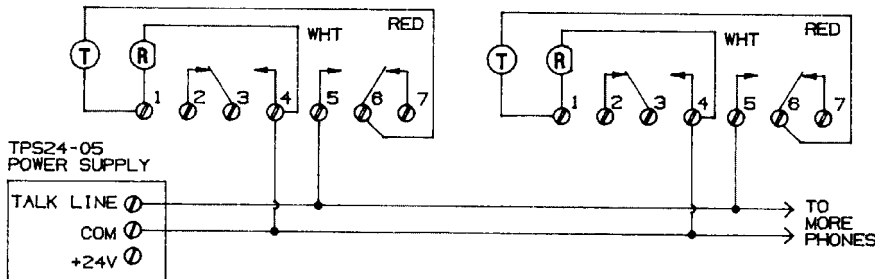 RED
RED
WHT
WHT
T
R
T
R
1
2
3
4
5
6
7
1
2
3
4
5
6
7
TPS24-05
POWER SUPPLY
TALK LINE
COM
+24V
TO
MORE
PHONES